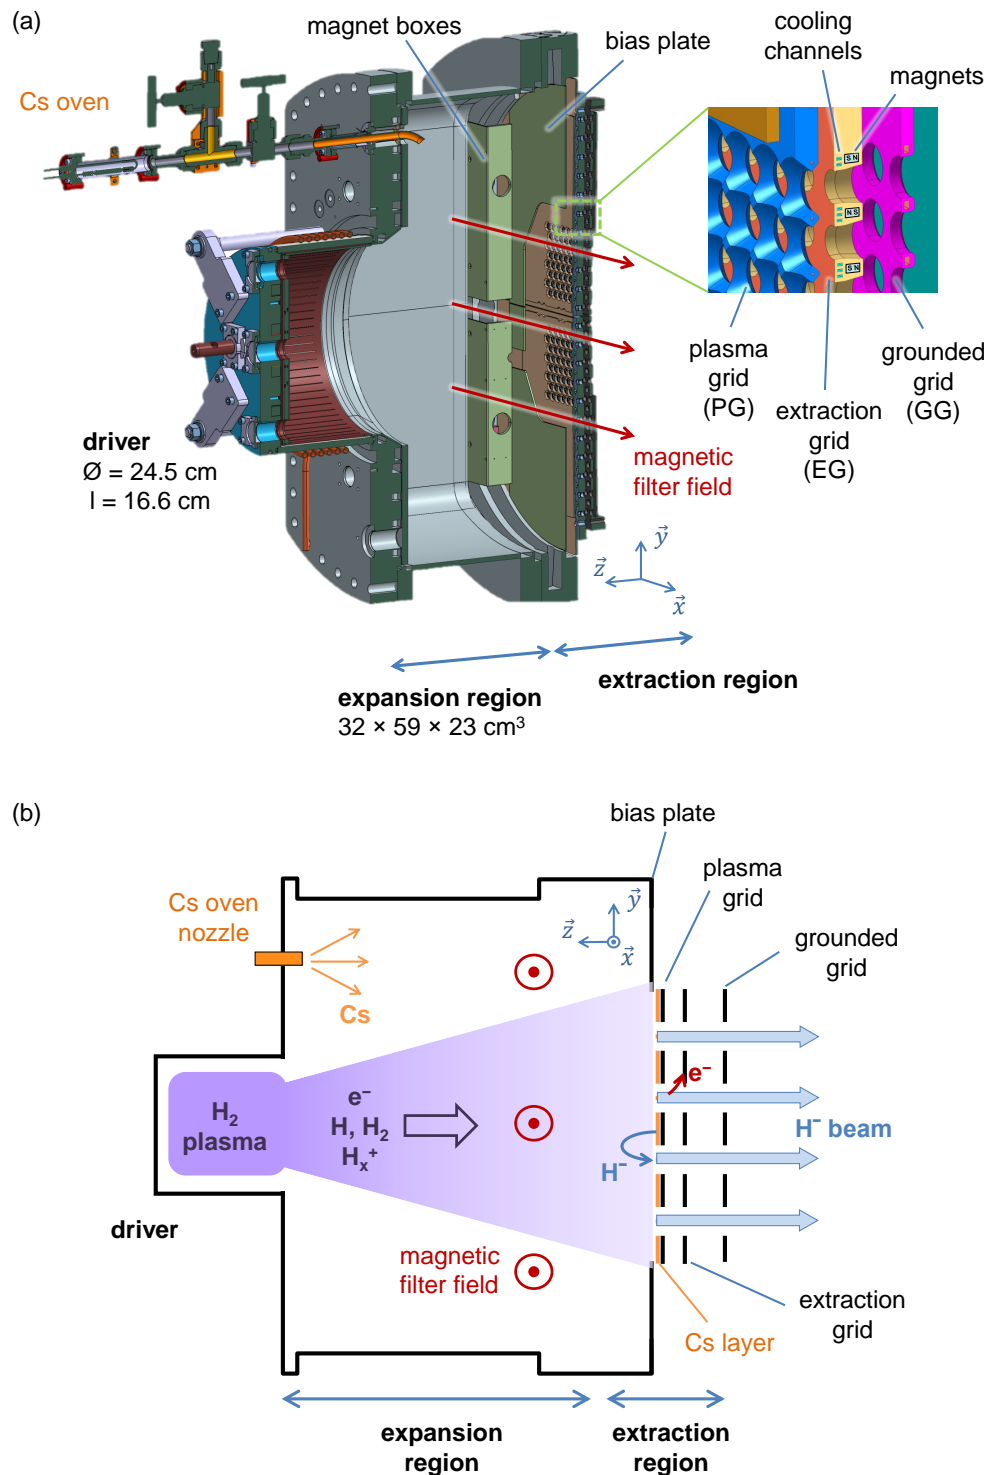 (a)
magnet boxes
bias plate
cooling
channels
magnets
Cs oven
S N
N S
S N
plasma
grid
(PG)
extraction
grid
(EG)
grounded
grid
(GG)
driver
Ø = 24.5 cm
l = 16.6 cm
magnetic
filter field
y⃗
z⃗
x⃗
expansion region
32 × 59 × 23 cm³
extraction region
(b)
bias plate
plasma
grid
grounded
grid
Cs oven
nozzle
Cs
y⃗
z⃗
x⃗
H₂
plasma
e⁻
H, H₂
Hₓ⁺
e⁻
H⁻
H⁻ beam
driver
magnetic
filter field
extraction
grid
Cs layer
expansion
region
extraction
region